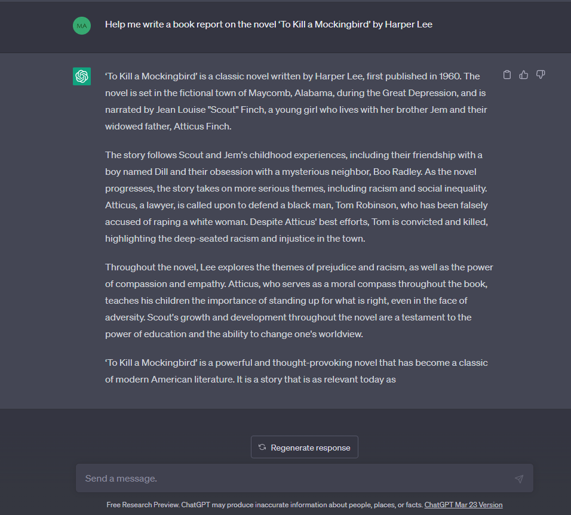 MA
Help me write a book report on the novel ‘To Kill a Mockingbird’ by Harper Lee
‘To Kill a Mockingbird’ is a classic novel written by Harper Lee, first published in 1960. The
novel is set in the fictional town of Maycomb, Alabama, during the Great Depression, and is
narrated by Jean Louise "Scout" Finch, a young girl who lives with her brother Jem and their
widowed father, Atticus Finch.
The story follows Scout and Jem's childhood experiences, including their friendship with a
boy named Dill and their obsession with a mysterious neighbor, Boo Radley. As the novel
progresses, the story takes on more serious themes, including racism and social inequality.
Atticus, a lawyer, is called upon to defend a black man, Tom Robinson, who has been falsely
accused of raping a white woman. Despite Atticus' best efforts, Tom is convicted and killed,
highlighting the deep-seated racism and injustice in the town.
Throughout the novel, Lee explores the themes of prejudice and racism, as well as the power
of compassion and empathy. Atticus, who serves as a moral compass throughout the book,
teaches his children the importance of standing up for what is right, even in the face of
adversity. Scout's growth and development throughout the novel are a testament to the
power of education and the ability to change one's worldview.
‘To Kill a Mockingbird’ is a powerful and thought-provoking novel that has become a classic
of modern American literature. It is a story that is as relevant today as
Regenerate response
Send a message.
Free Research Preview. ChatGPT may produce inaccurate information about people, places, or facts. ChatGPT Mar 23 Version